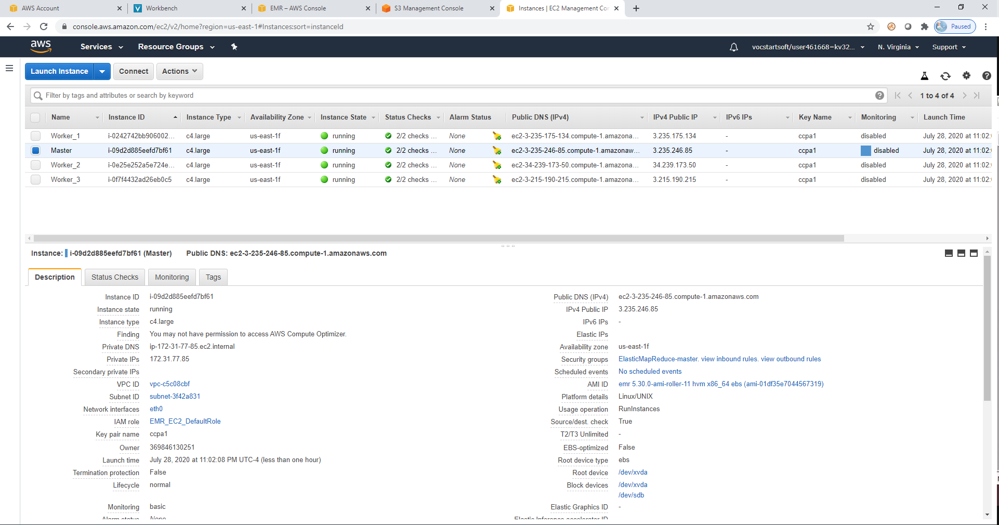 AWS Account
Workbench
EMR – AWS Console
S3 Management Console
Instances | EC2 Management Con
console.aws.amazon.com/ec2/v2/home?region=us-east-1#Instances:sort=instanceId
Paused
aws
Services
Resource Groups
vocstartsoft/user461668=kv32...
N. Virginia
Support
Launch Instance
Connect
Actions
Filter by tags and attributes or search by keyword
1 to 4 of 4
Name Instance ID Instance Type Availability Zone Instance State Status Checks Alarm Status Public DNS (IPv4) IPv4 Public IP IPv6 IPs Key Name Monitoring Launch Time
Worker_1 i-0242742bb906002... c4.large us-east-1f running 2/2 checks ... None ec2-3-235-175-134.compute-1.amazona... 3.235.175.134 - ccpa1 disabled July 28, 2020 at 11:02:
Master i-09d2d885eefd7bf61 c4.large us-east-1f running 2/2 checks ... None ec2-3-235-246-85.compute-1.amazonaw... 3.235.246.85 - ccpa1 disabled July 28, 2020 at 11:02:
Worker_2 i-0e25e252a5e724e... c4.large us-east-1f running 2/2 checks ... None ec2-34-239-173-50.compute-1.amazona... 34.239.173.50 - ccpa1 disabled July 28, 2020 at 11:02:
Worker_3 i-0f7f4432ad26eb0c5 c4.large us-east-1f running 2/2 checks ... None ec2-3-215-190-215.compute-1.amazona... 3.215.190.215 - ccpa1 disabled July 28, 2020 at 11:02:
Instance: i-09d2d885eefd7bf61 (Master) Public DNS: ec2-3-235-246-85.compute-1.amazonaws.com
Description Status Checks Monitoring Tags
Instance ID i-09d2d885eefd7bf61
Instance state running
Instance type c4.large
Finding You may not have permission to access AWS Compute Optimizer.
Private DNS ip-172-31-77-85.ec2.internal
Private IPs 172.31.77.85
Secondary private IPs
VPC ID vpc-c5c08cbf
Subnet ID subnet-3f42a831
Network interfaces eth0
IAM role EMR_EC2_DefaultRole
Key pair name ccpa1
Owner 369846130251
Launch time July 28, 2020 at 11:02:08 PM UTC-4 (less than one hour)
Termination protection False
Lifecycle normal
Monitoring basic
Alarm status None
Public DNS (IPv4) ec2-3-235-246-85.compute-1.amazonaws.com
IPv4 Public IP 3.235.246.85
IPv6 IPs -
Elastic IPs
Availability zone us-east-1f
Security groups ElasticMapReduce-master. view inbound rules. view outbound rules
Scheduled events No scheduled events
AMI ID emr 5.30.0-ami-roller-11 hvm x86_64 ebs (ami-01df35e7044567319)
Platform details Linux/UNIX
Usage operation RunInstances
Source/dest. check True
T2/T3 Unlimited -
EBS-optimized False
Root device type ebs
Root device /dev/xvda
Block devices /dev/xvda
/dev/sdb
Elastic Graphics ID -
Elastic Inference accelerator ID